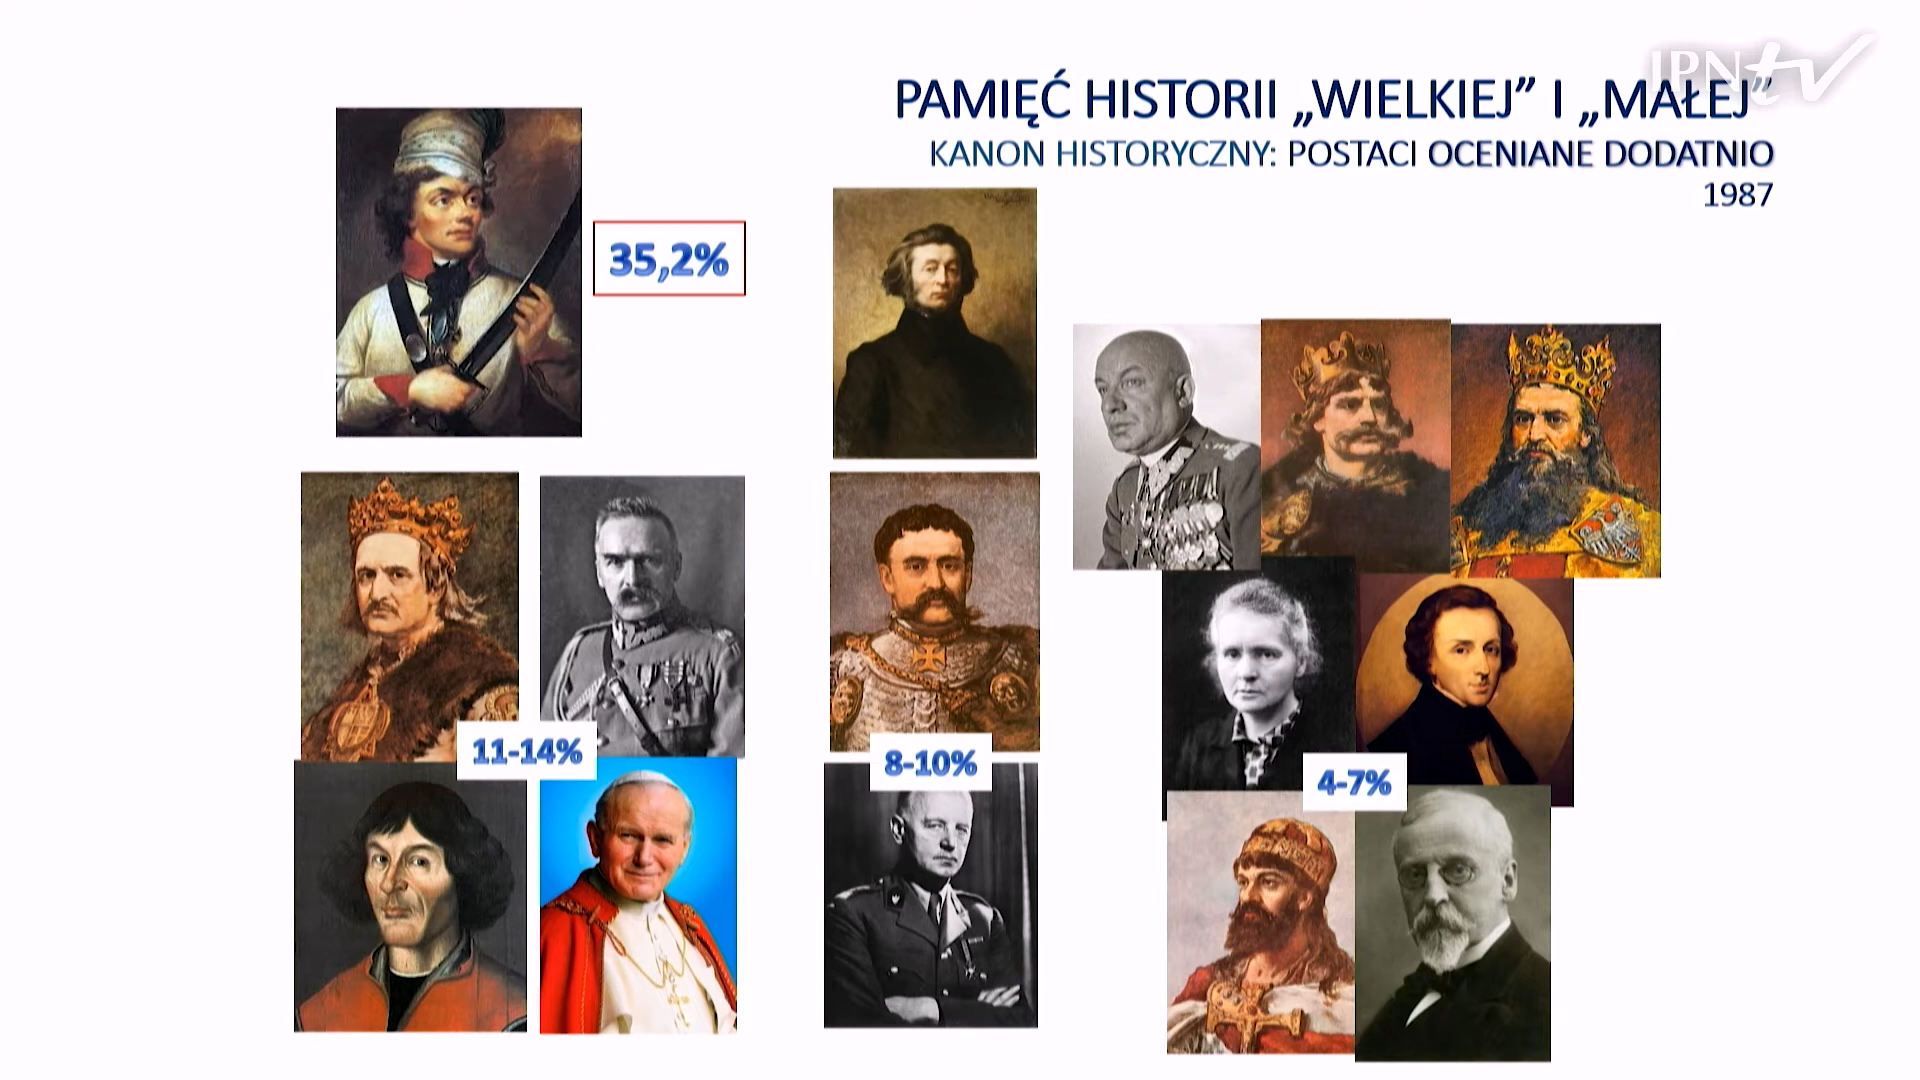 IPNtv
PAMIĘĆ HISTORII „WIELKIEJ” I „MAŁEJ”
KANON HISTORYCZNY: POSTACI OCENIANE DODATNIO
1987
35,2%
11-14%
8-10%
4-7%